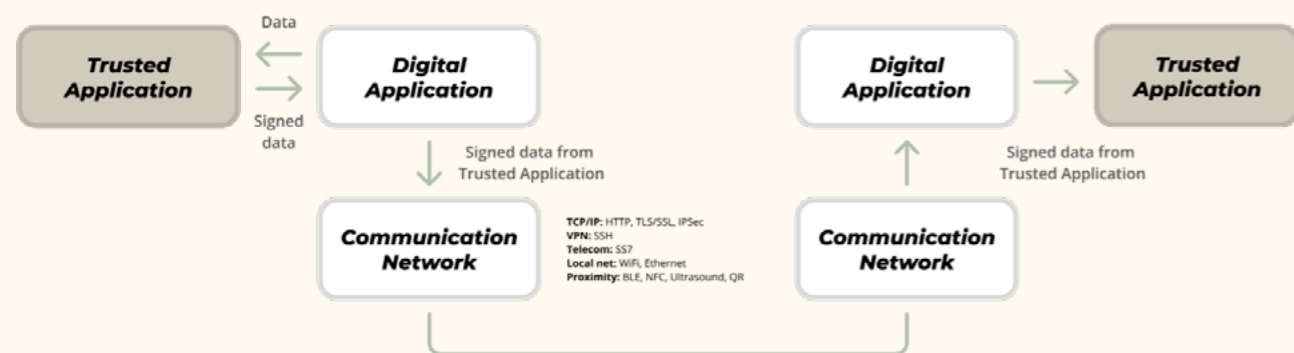 Data
Trusted
Application
Digital
Application
Signed
data
Signed data from
Trusted Application
Communication
Network
TCP/IP: HTTP, TLS/SSL, IPSec
VPN: SSH
Telecom: SS7
Local net: WiFi, Ethernet
Proximity: BLE, NFC, Ultrasound, QR
Digital
Application
Trusted
Application
Signed data from
Trusted Application
Communication
Network